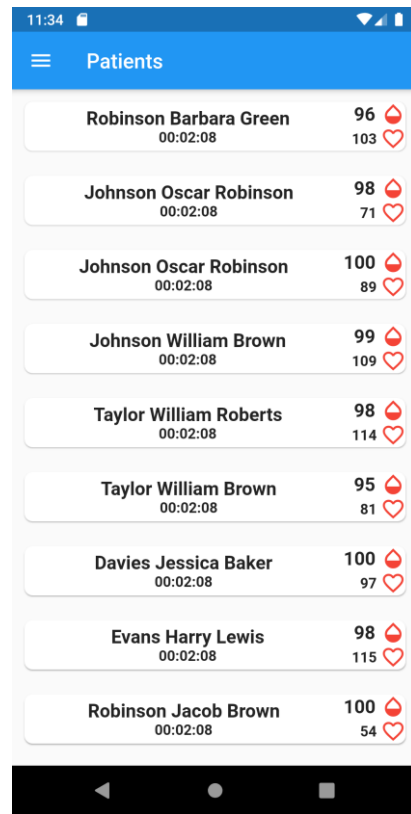 11:34
Patients
Robinson Barbara Green 96
00:02:08 103
Johnson Oscar Robinson 98
00:02:08 71
Johnson Oscar Robinson 100
00:02:08 89
Johnson William Brown 99
00:02:08 109
Taylor William Roberts 98
00:02:08 114
Taylor William Brown 95
00:02:08 81
Davies Jessica Baker 100
00:02:08 97
Evans Harry Lewis 98
00:02:08 115
Robinson Jacob Brown 100
00:02:08 54